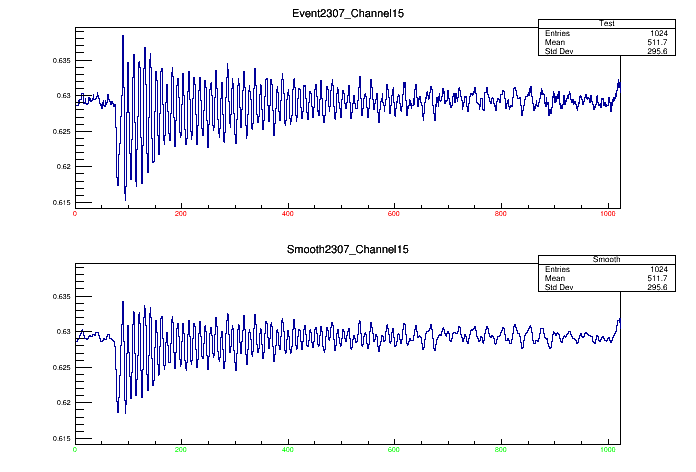 Event2307_Channel15
Test
Entries 1024
Mean 511.7
Std Dev 295.6
0.635
0.63
0.625
0.62
0.615
0 200 400 600 800 1000
Smooth2307_Channel15
Smooth
Entries 1024
Mean 511.7
Std Dev 295.6
0.635
0.63
0.625
0.62
0.615
0 200 400 600 800 1000